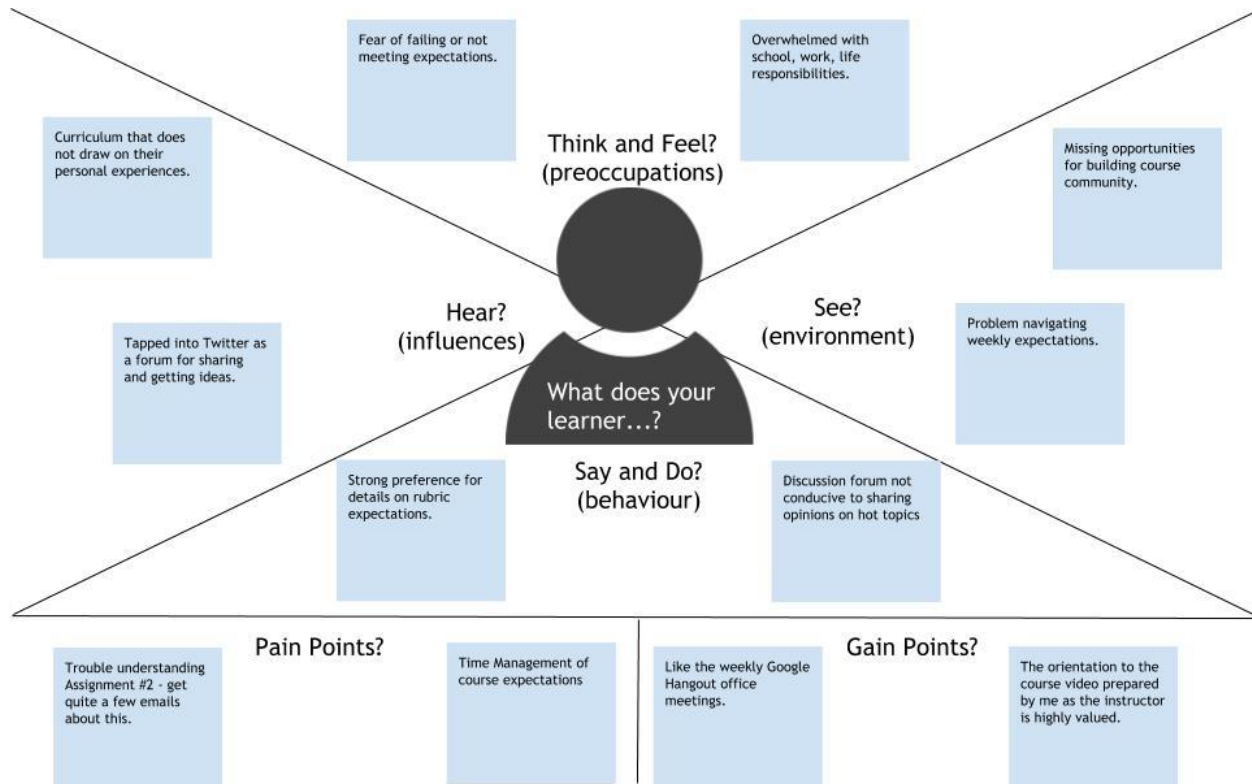 Fear of failing or not
meeting expectations.
Overwhelmed with
school, work, life
responsibilities.
Curriculum that does
not draw on their
personal experiences.
Think and Feel?
(preoccupations)
Missing opportunities
for building course
community.
Hear?
(influences)
See?
(environment)
Tapped into Twitter as
a forum for sharing
and getting ideas.
Problem navigating
weekly expectations.
What does your
learner...?
Say and Do?
(behaviour)
Strong preference for
details on rubric
expectations.
Discussion forum not
conducive to sharing
opinions on hot topics
Pain Points?
Trouble understanding
Assignment #2 - get
quite a few emails
about this.
Time Management of
course expectations
Gain Points?
Like the weekly Google
Hangout office
meetings.
The orientation to the
course video prepared
by me as the instructor
is highly valued.